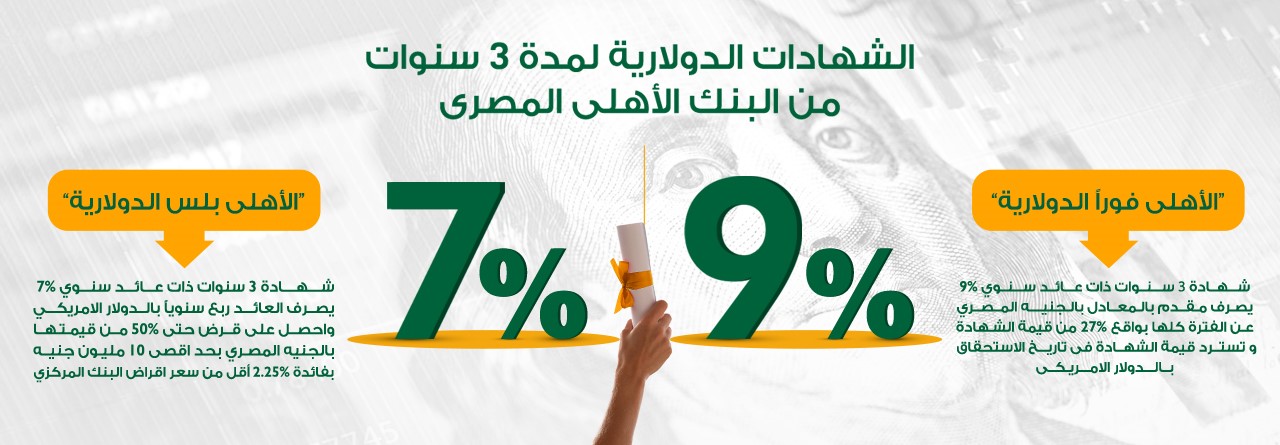 الشهادات الدولارية لمدة 3 سنوات
من البنك الأهلى المصرى
"الأهلى فوراً الدولارية"
9%
شهادة 3 سنوات ذات عائد سنوي 9%
يصرف مقدم بالمعادل بالجنيه المصري
عن الفترة كلها بواقع 27% من قيمة الشهادة
و تسترد قيمة الشهادة فى تاريخ الاستحقاق
بالدولار الامريكى
"الأهلى بلس الدولارية"
7%
شهادة 3 سنوات ذات عائد سنوي 7%
يصرف العائد ربع سنوياً بالدولار الامريكي
واحصل على قرض حتى 50% من قيمتها
بالجنيه المصري بحد اقصى 10 مليون جنيه
بفائدة 2.25% أقل من سعر اقراض البنك المركزي